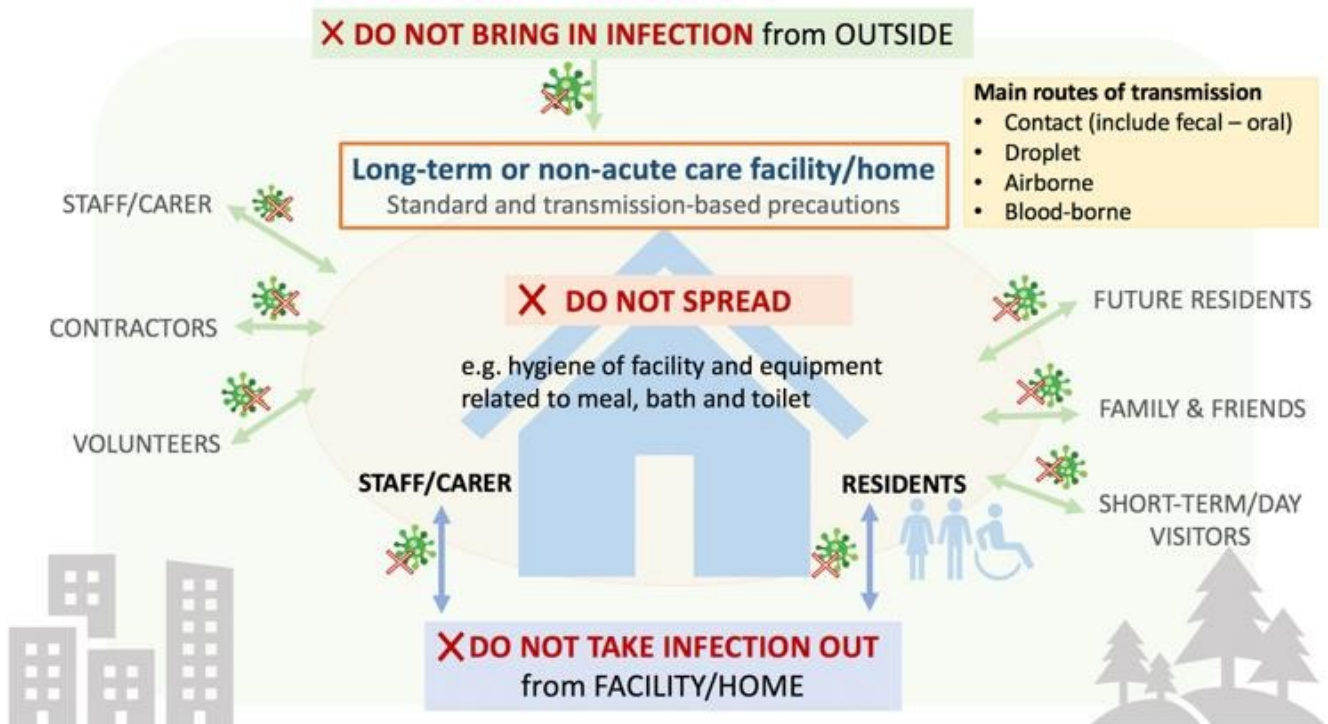 X DO NOT BRING IN INFECTION from OUTSIDE
Main routes of transmission
• Contact (include fecal – oral)
• Droplet
• Airborne
• Blood-borne
Long-term or non-acute care facility/home
Standard and transmission-based precautions
STAFF/CARER
CONTRACTORS
VOLUNTEERS
X DO NOT SPREAD
e.g. hygiene of facility and equipment
related to meal, bath and toilet
FUTURE RESIDENTS
FAMILY & FRIENDS
SHORT-TERM/DAY
VISITORS
STAFF/CARER
RESIDENTS
X DO NOT TAKE INFECTION OUT
from FACILITY/HOME